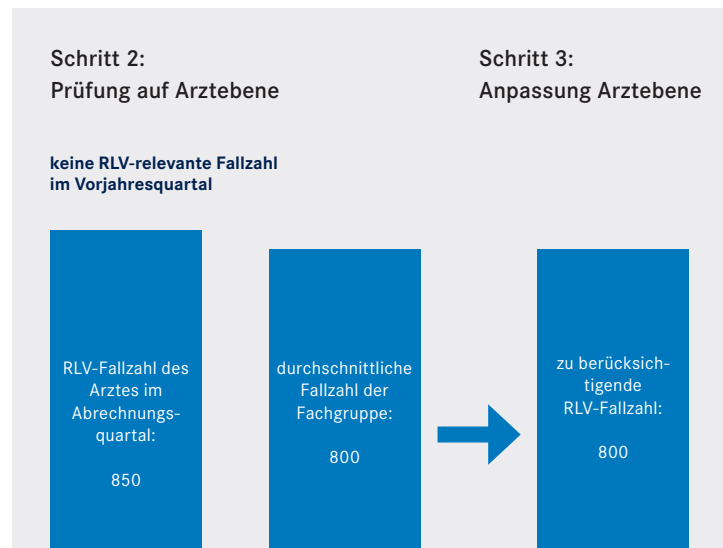 Schritt 2:
Prüfung auf Arztebene
Schritt 3:
Anpassung Arztebene
keine RLV-relevante Fallzahl
im Vorjahresquartal
RLV-Fallzahl des
Arztes im
Abrechnungs-
quartal:
850
durchschnittliche
Fallzahl der
Fachgruppe:
800
zu berücksich-
tigende
RLV-Fallzahl:
800